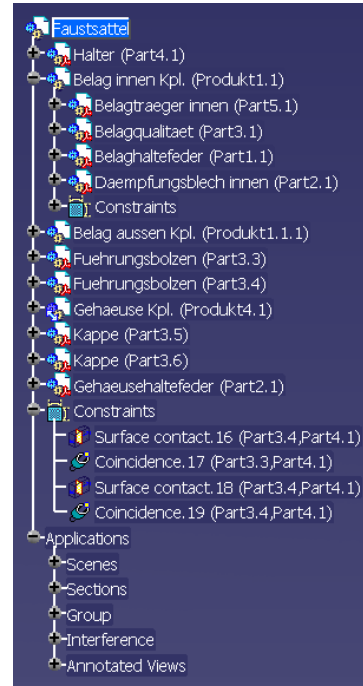 Faustsattel
Halter (Part4.1)
Belag innen Kpl. (Produkt1.1)
Belagtraeger innen (Part5.1)
Belagqualitaet (Part3.1)
Belaghaltefeder (Part1.1)
Daempfungsblech innen (Part2.1)
Constraints
Belag aussen Kpl. (Produkt1.1.1)
Fuehrungsbolzen (Part3.3)
Fuehrungsbolzen (Part3.4)
Gehaeuse Kpl. (Produkt4.1)
Kappe (Part3.5)
Kappe (Part3.6)
Gehaeusehaltefeder (Part2.1)
Constraints
Surface contact.16 (Part3.4,Part4.1)
Coincidence.17 (Part3.3,Part4.1)
Surface contact.18 (Part3.4,Part4.1)
Coincidence.19 (Part3.4,Part4.1)
Applications
Scenes
Sections
Group
Interference
Annotated Views